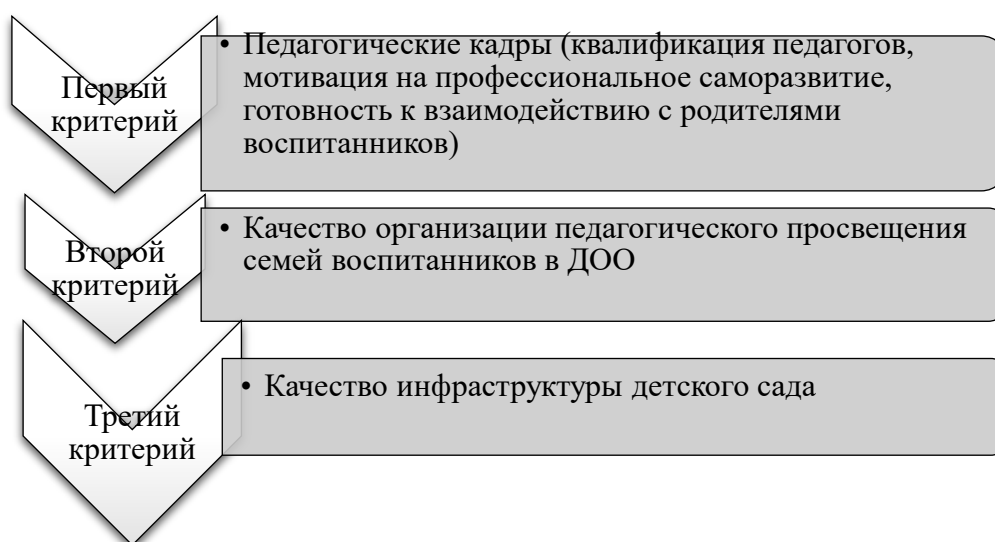 Первый
критерий
• Педагогические кадры (квалификация педагогов,
мотивация на профессиональное саморазвитие,
готовность к взаимодействию с родителями
воспитанников)
Второй
критерий
• Качество организации педагогического просвещения
семей воспитанников в ДОО
Третий
критерий
• Качество инфраструктуры детского сада